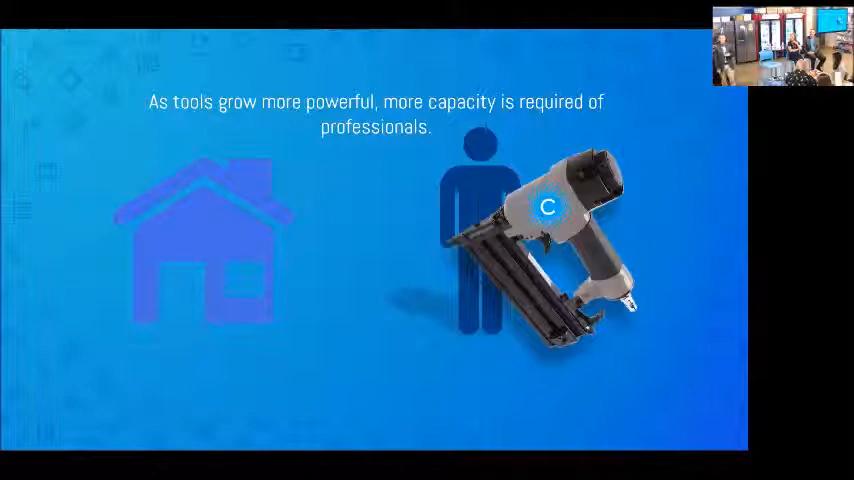 As tools grow more powerful, more capacity is required of
professionals.
C